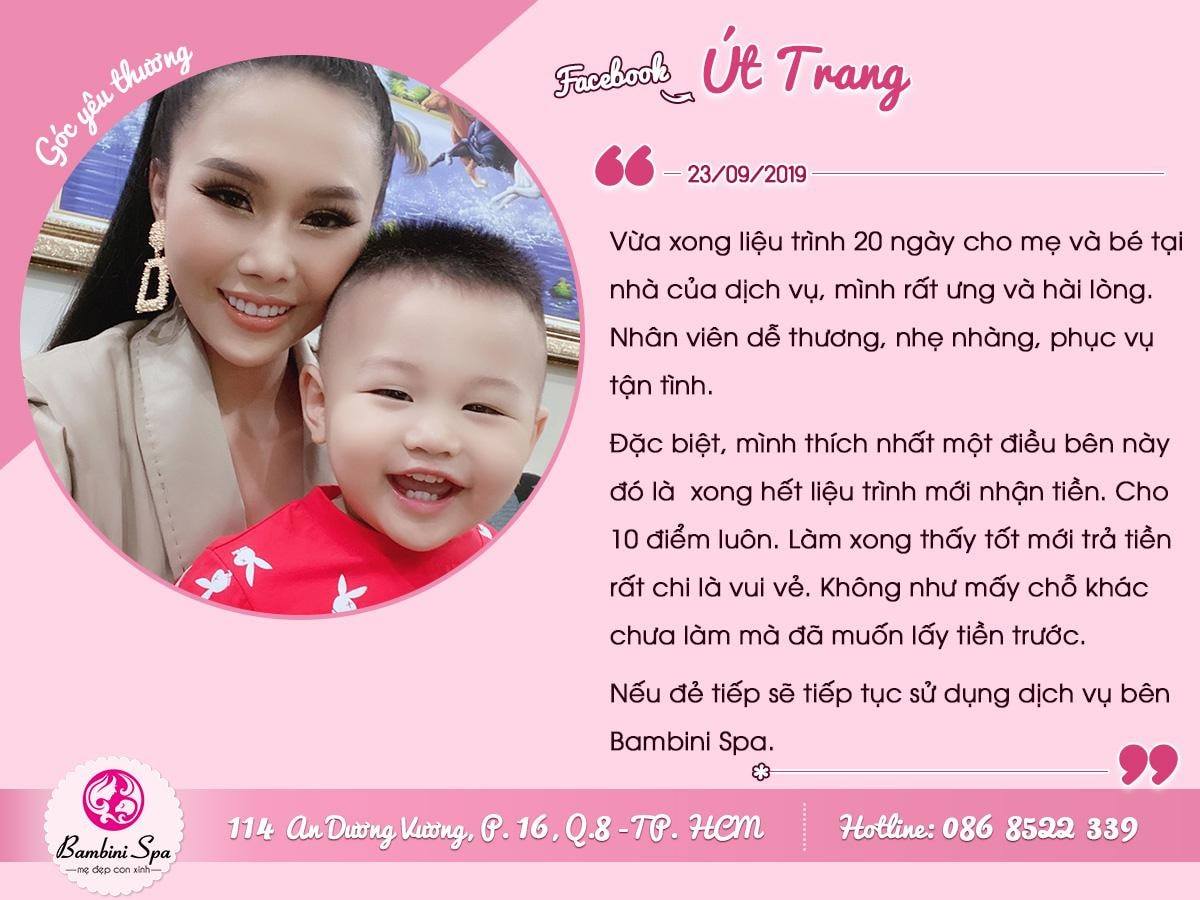 Góc yêu thương
Facebook
Út Trang
23/09/2019
Vừa xong liệu trình 20 ngày cho mẹ và bé tại
nhà của dịch vụ, mình rất ưng và hài lòng.
Nhân viên dễ thương, nhẹ nhàng, phục vụ
tận tình.
Đặc biệt, mình thích nhất một điều bên này
đó là xong hết liệu trình mới nhận tiền. Cho
10 điểm luôn. Làm xong thấy tốt mới trả tiền
rất chi là vui vẻ. Không như mấy chỗ khác
chưa làm mà đã muốn lấy tiền trước.
Nếu đẻ tiếp sẽ tiếp tục sử dụng dịch vụ bên
Bambini Spa.
Bambini Spa
mẹ đẹp con xinh
114 An Dương Vương, P. 16, Q.8 -TP. HCM
Hotline: 086 8522 339